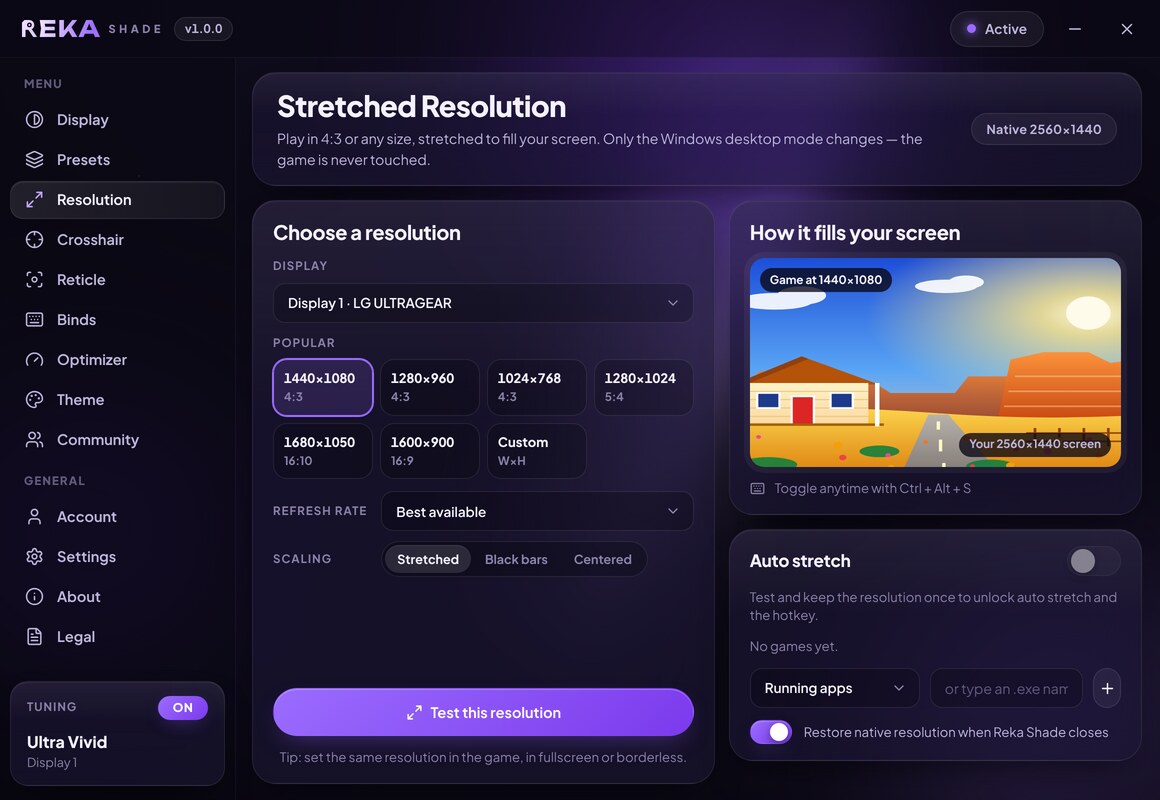 REKA SHADE v1.0.0
Active
MENU
Display
Presets
Resolution
Crosshair
Reticle
Binds
Optimizer
Theme
Community
GENERAL
Account
Settings
About
Legal
TUNING
ON
Ultra Vivid
Display 1
Stretched Resolution
Play in 4:3 or any size, stretched to fill your screen. Only the Windows desktop mode changes — the
game is never touched.
Native 2560×1440
Choose a resolution
DISPLAY
Display 1 · LG ULTRAGEAR
POPULAR
1440×1080
4:3
1280×960
4:3
1024×768
4:3
1280×1024
5:4
1680×1050
16:10
1600×900
16:9
Custom
W×H
REFRESH RATE
Best available
SCALING
Stretched
Black bars
Centered
Test this resolution
Tip: set the same resolution in the game, in fullscreen or borderless.
How it fills your screen
Game at 1440×1080
Your 2560×1440 screen
Toggle anytime with Ctrl + Alt + S
Auto stretch
Test and keep the resolution once to unlock auto stretch and
the hotkey.
No games yet.
Running apps
or type an .exe nam
Restore native resolution when Reka Shade closes